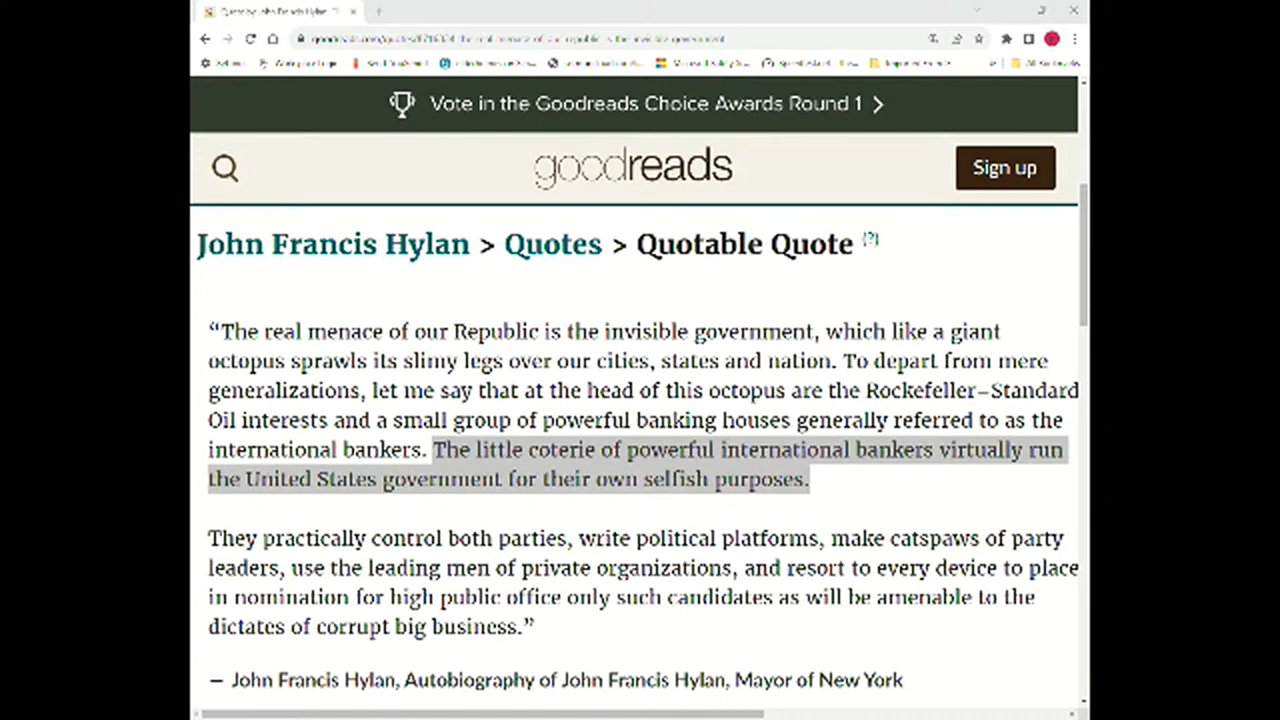 Quotes by John Francis Hylan
Vote in the Goodreads Choice Awards Round 1
goodreads
Sign up
John Francis Hylan > Quotes > Quotable Quote (?)
“The real menace of our Republic is the invisible government, which like a giant
octopus sprawls its slimy legs over our cities, states and nation. To depart from mere
generalizations, let me say that at the head of this octopus are the Rockefeller–Standard
Oil interests and a small group of powerful banking houses generally referred to as the
international bankers. The little coterie of powerful international bankers virtually run
the United States government for their own selfish purposes.
They practically control both parties, write political platforms, make catspaws of party
leaders, use the leading men of private organizations, and resort to every device to place
in nomination for high public office only such candidates as will be amenable to the
dictates of corrupt big business.”
― John Francis Hylan, Autobiography of John Francis Hylan, Mayor of New York